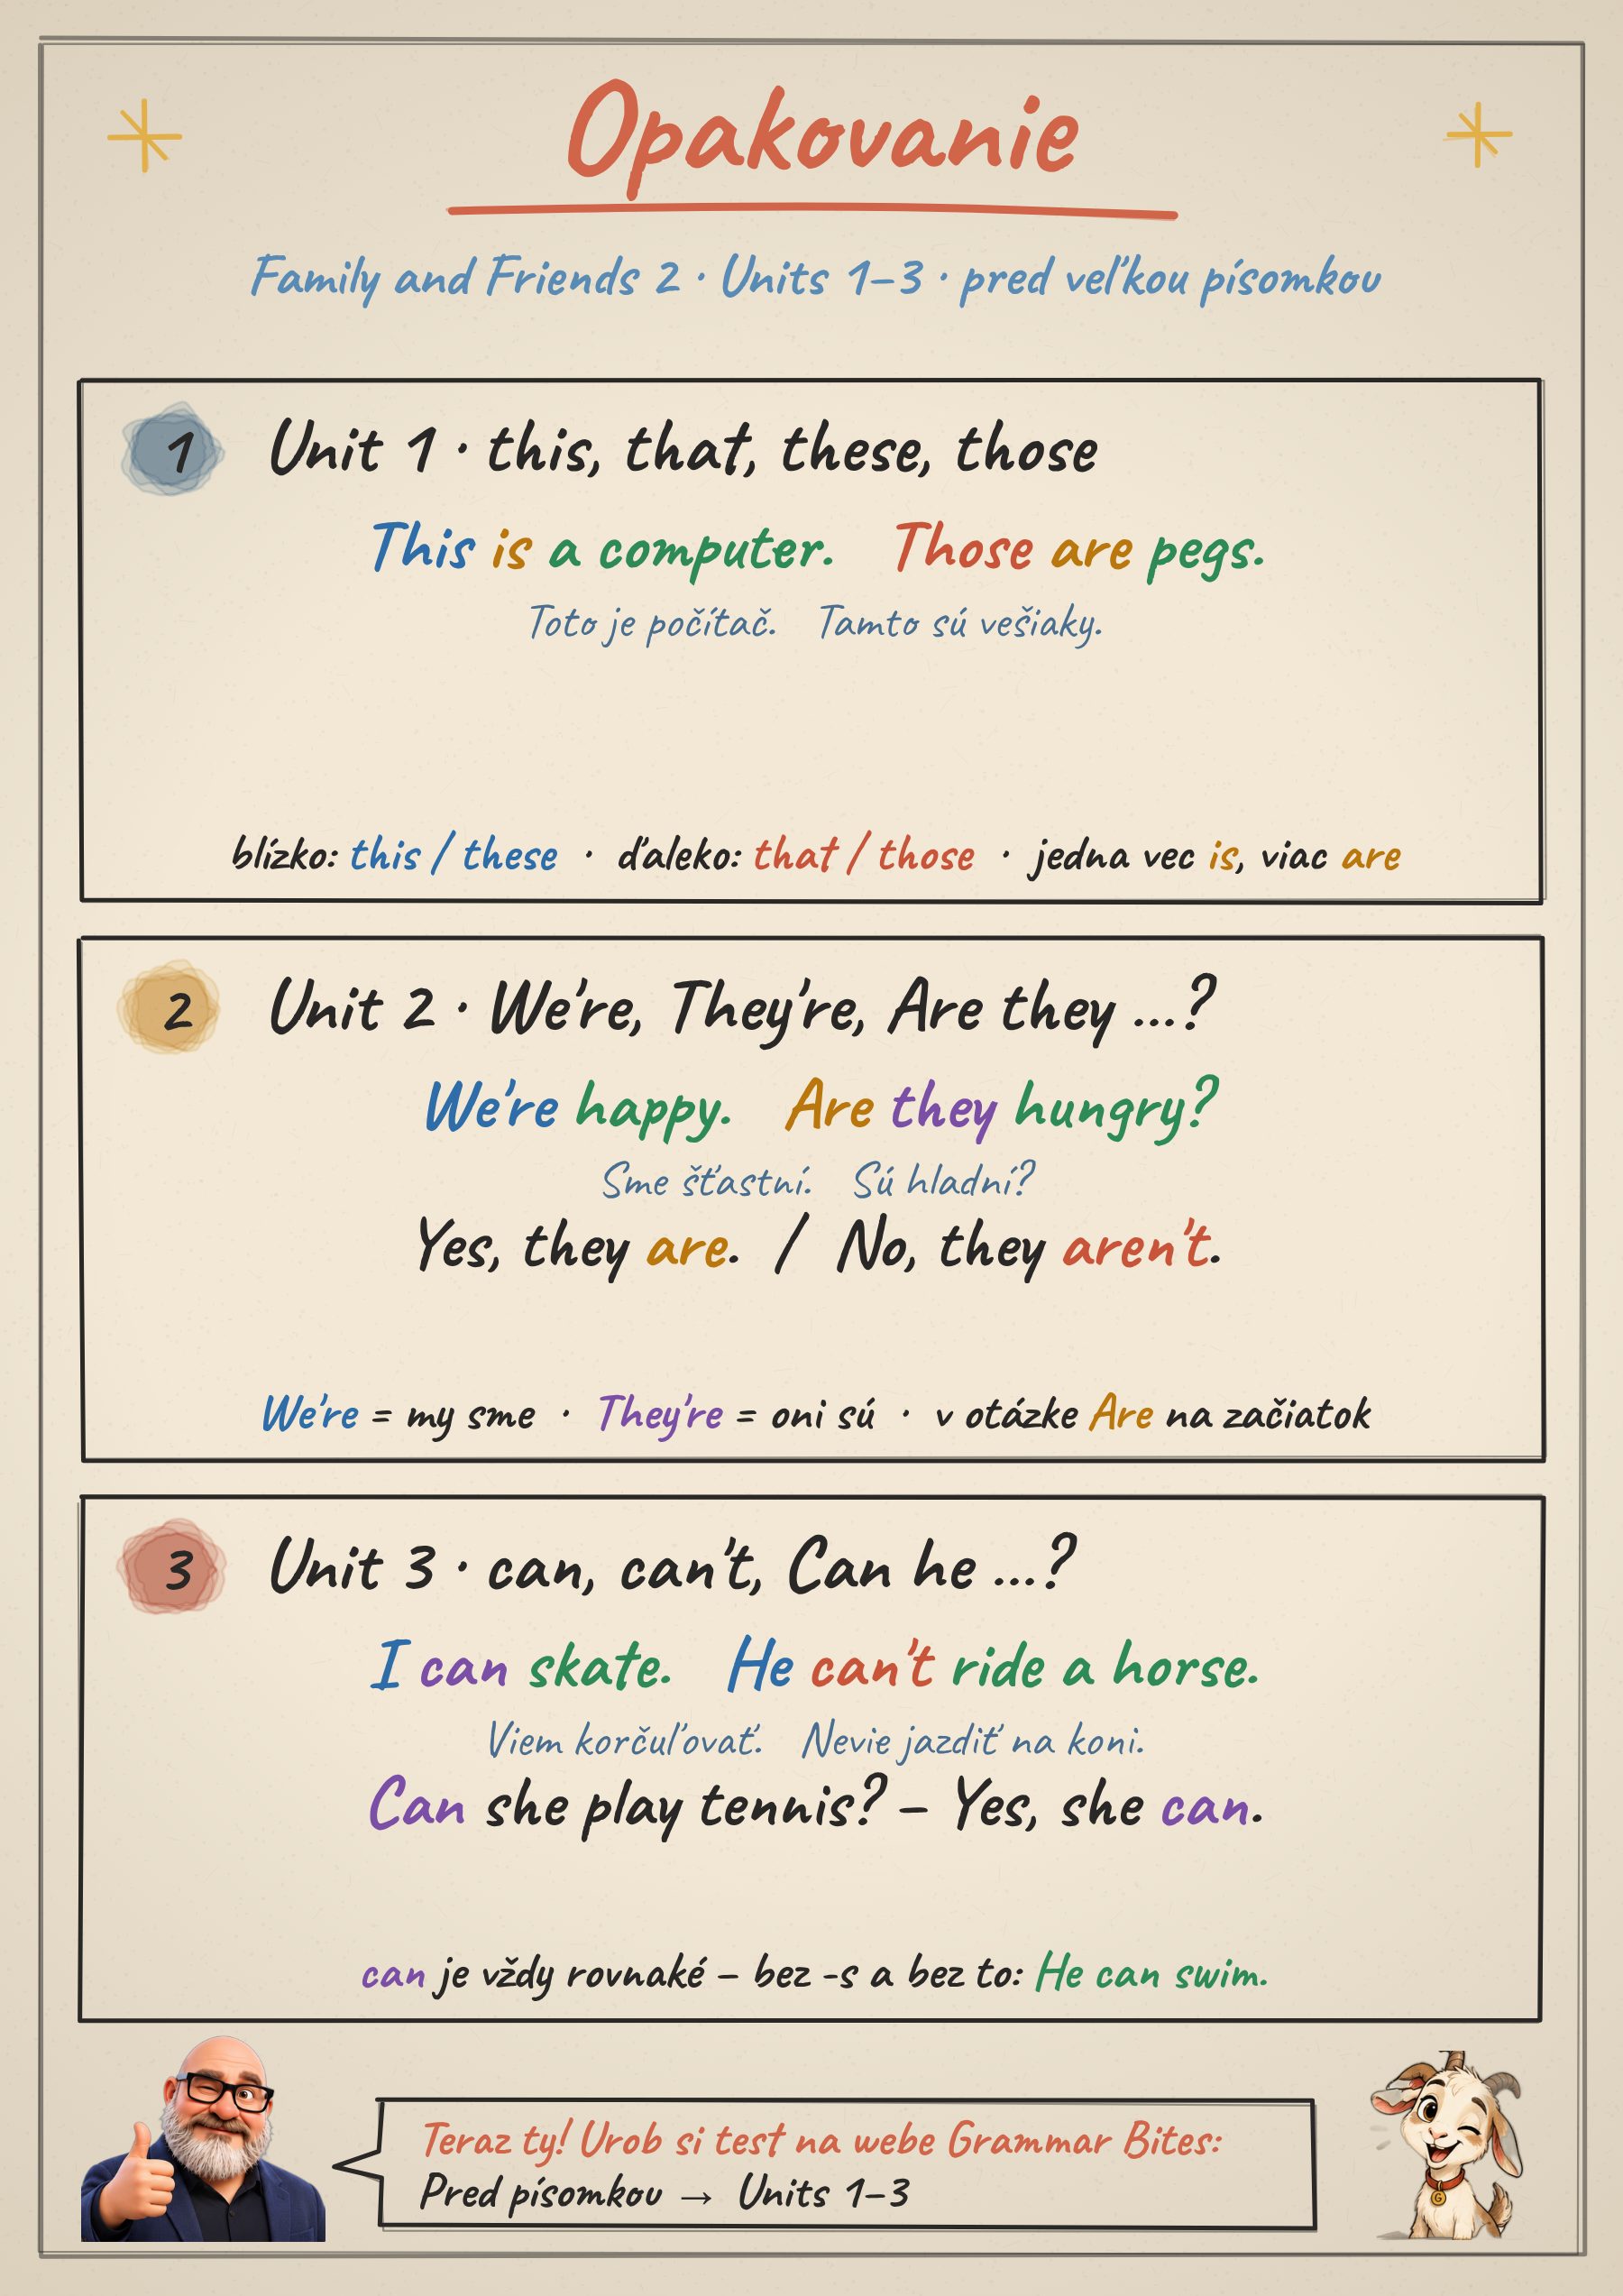 Opakovanie
Family and Friends 2 · Units 1–3 · pred veľkou písomkou
1 Unit 1 · this, that, these, those
This is a computer. Those are pegs.
Toto je počítač. Tamto sú vešiaky.
blízko: this / these · ďaleko: that / those · jedna vec is, viac are
2 Unit 2 · We're, They're, Are they ...?
We're happy. Are they hungry?
Sme šťastní. Sú hladní?
Yes, they are. / No, they aren't.
We're = my sme · They're = oni sú · v otázke Are na začiatok
3 Unit 3 · can, can't, Can he ...?
I can skate. He can't ride a horse.
Viem korčuľovať. Nevie jazdiť na koni.
Can she play tennis? – Yes, she can.
can je vždy rovnaké – bez -s a bez to: He can swim.
Teraz ty! Urob si test na webe Grammar Bites:
Pred písomkou → Units 1–3
G